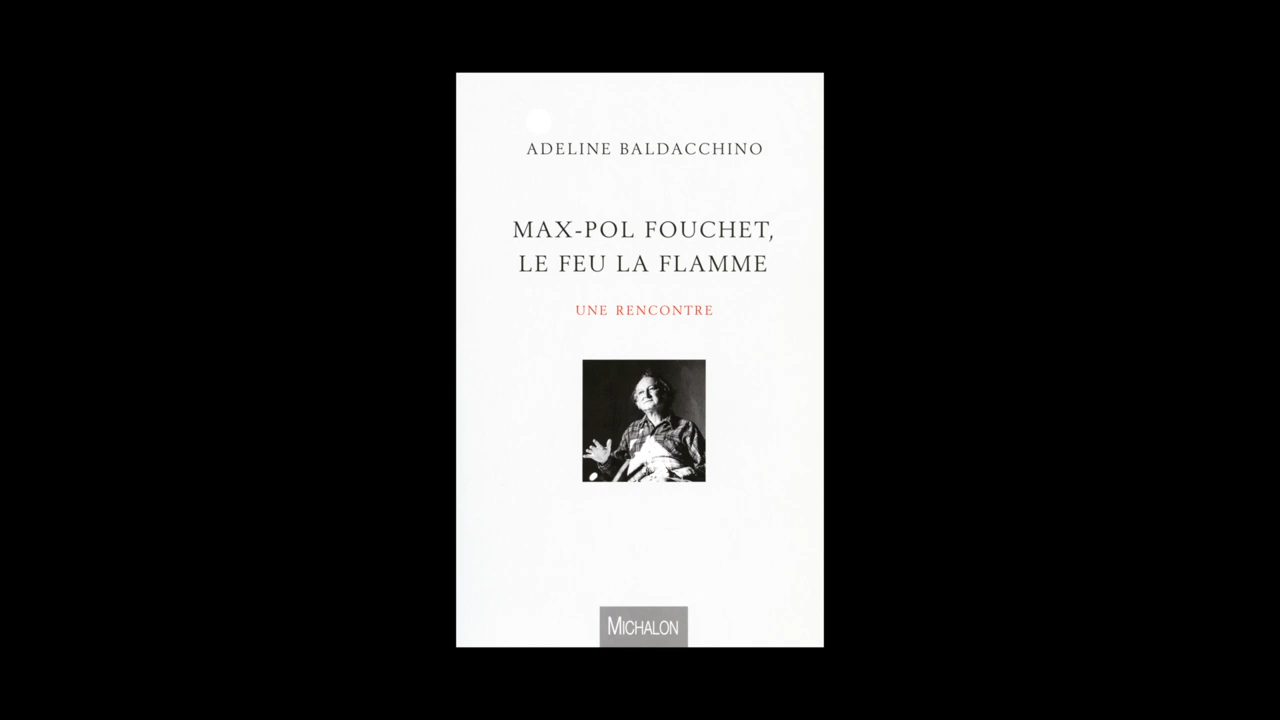 ADELINE BALDACCHINO
MAX-POL FOUCHET,
LE FEU LA FLAMME
UNE RENCONTRE
MICHALON